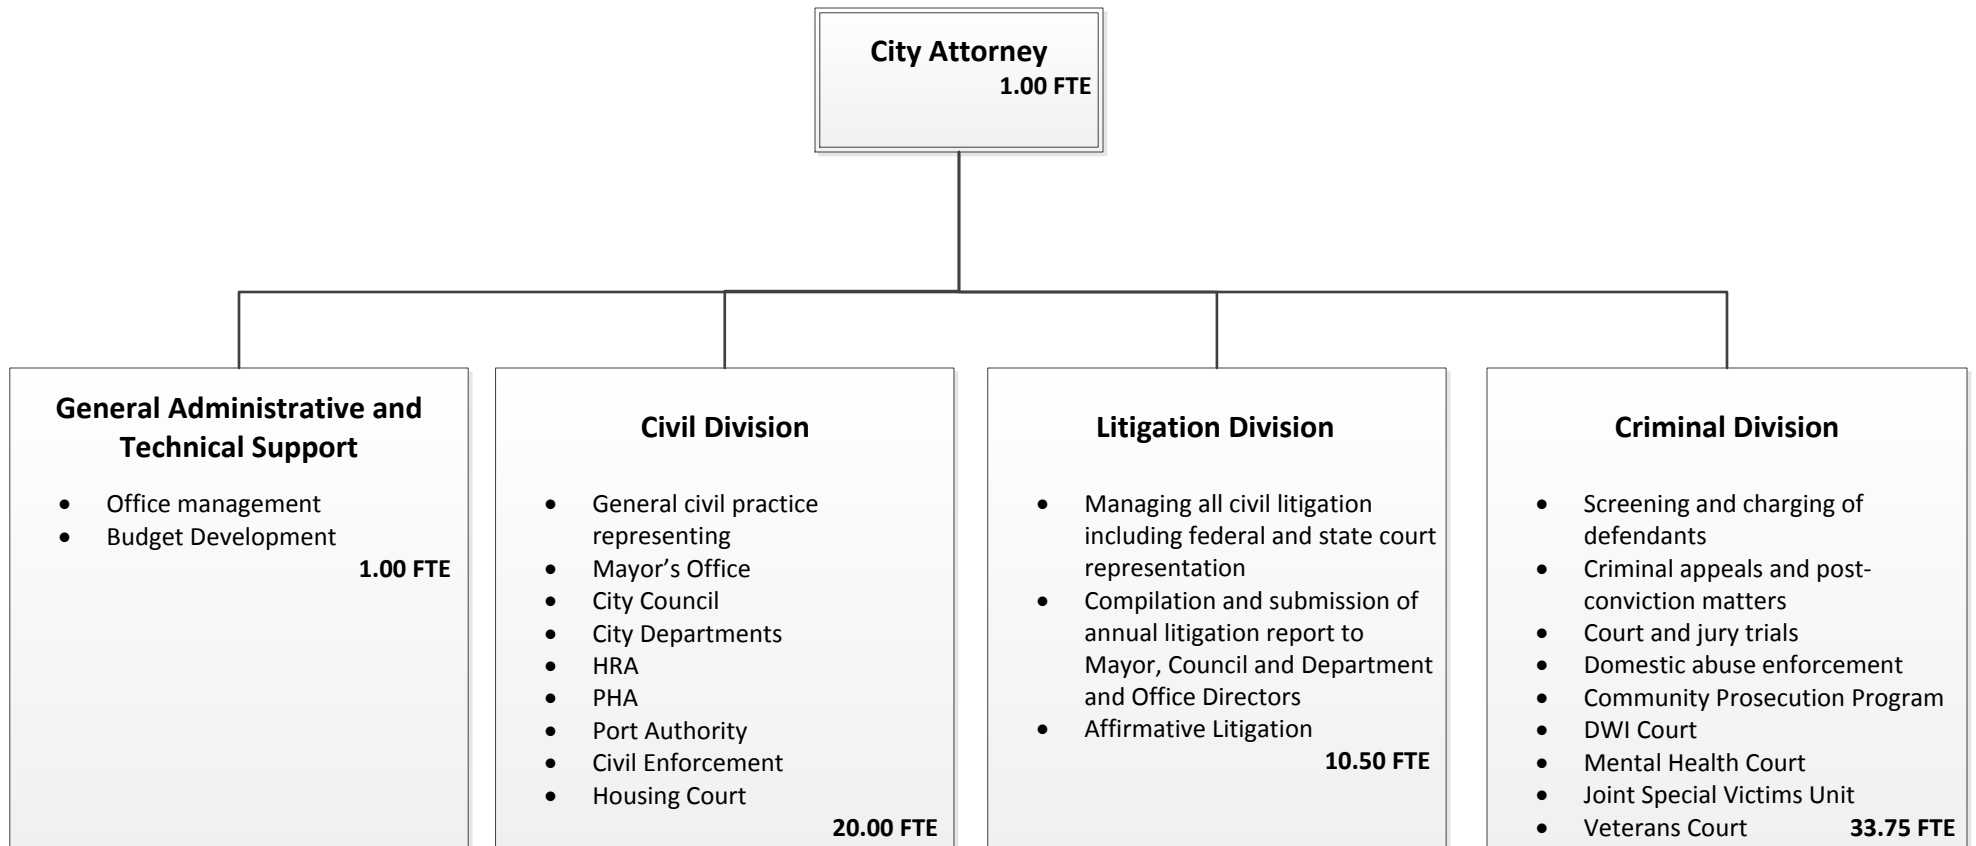 City Attorney
1.00 FTE
General Administrative and
Technical Support
• Office management
• Budget Development
1.00 FTE
Civil Division
• General civil practice
representing
• Mayor’s Office
• City Council
• City Departments
• HRA
• PHA
• Port Authority
• Civil Enforcement
• Housing Court
20.00 FTE
Litigation Division
• Managing all civil litigation
including federal and state court
representation
• Compilation and submission of
annual litigation report to
Mayor, Council and Department
and Office Directors
• Affirmative Litigation
10.50 FTE
Criminal Division
• Screening and charging of
defendants
• Criminal appeals and post-
conviction matters
• Court and jury trials
• Domestic abuse enforcement
• Community Prosecution Program
• DWI Court
• Mental Health Court
• Joint Special Victims Unit
• Veterans Court 33.75 FTE